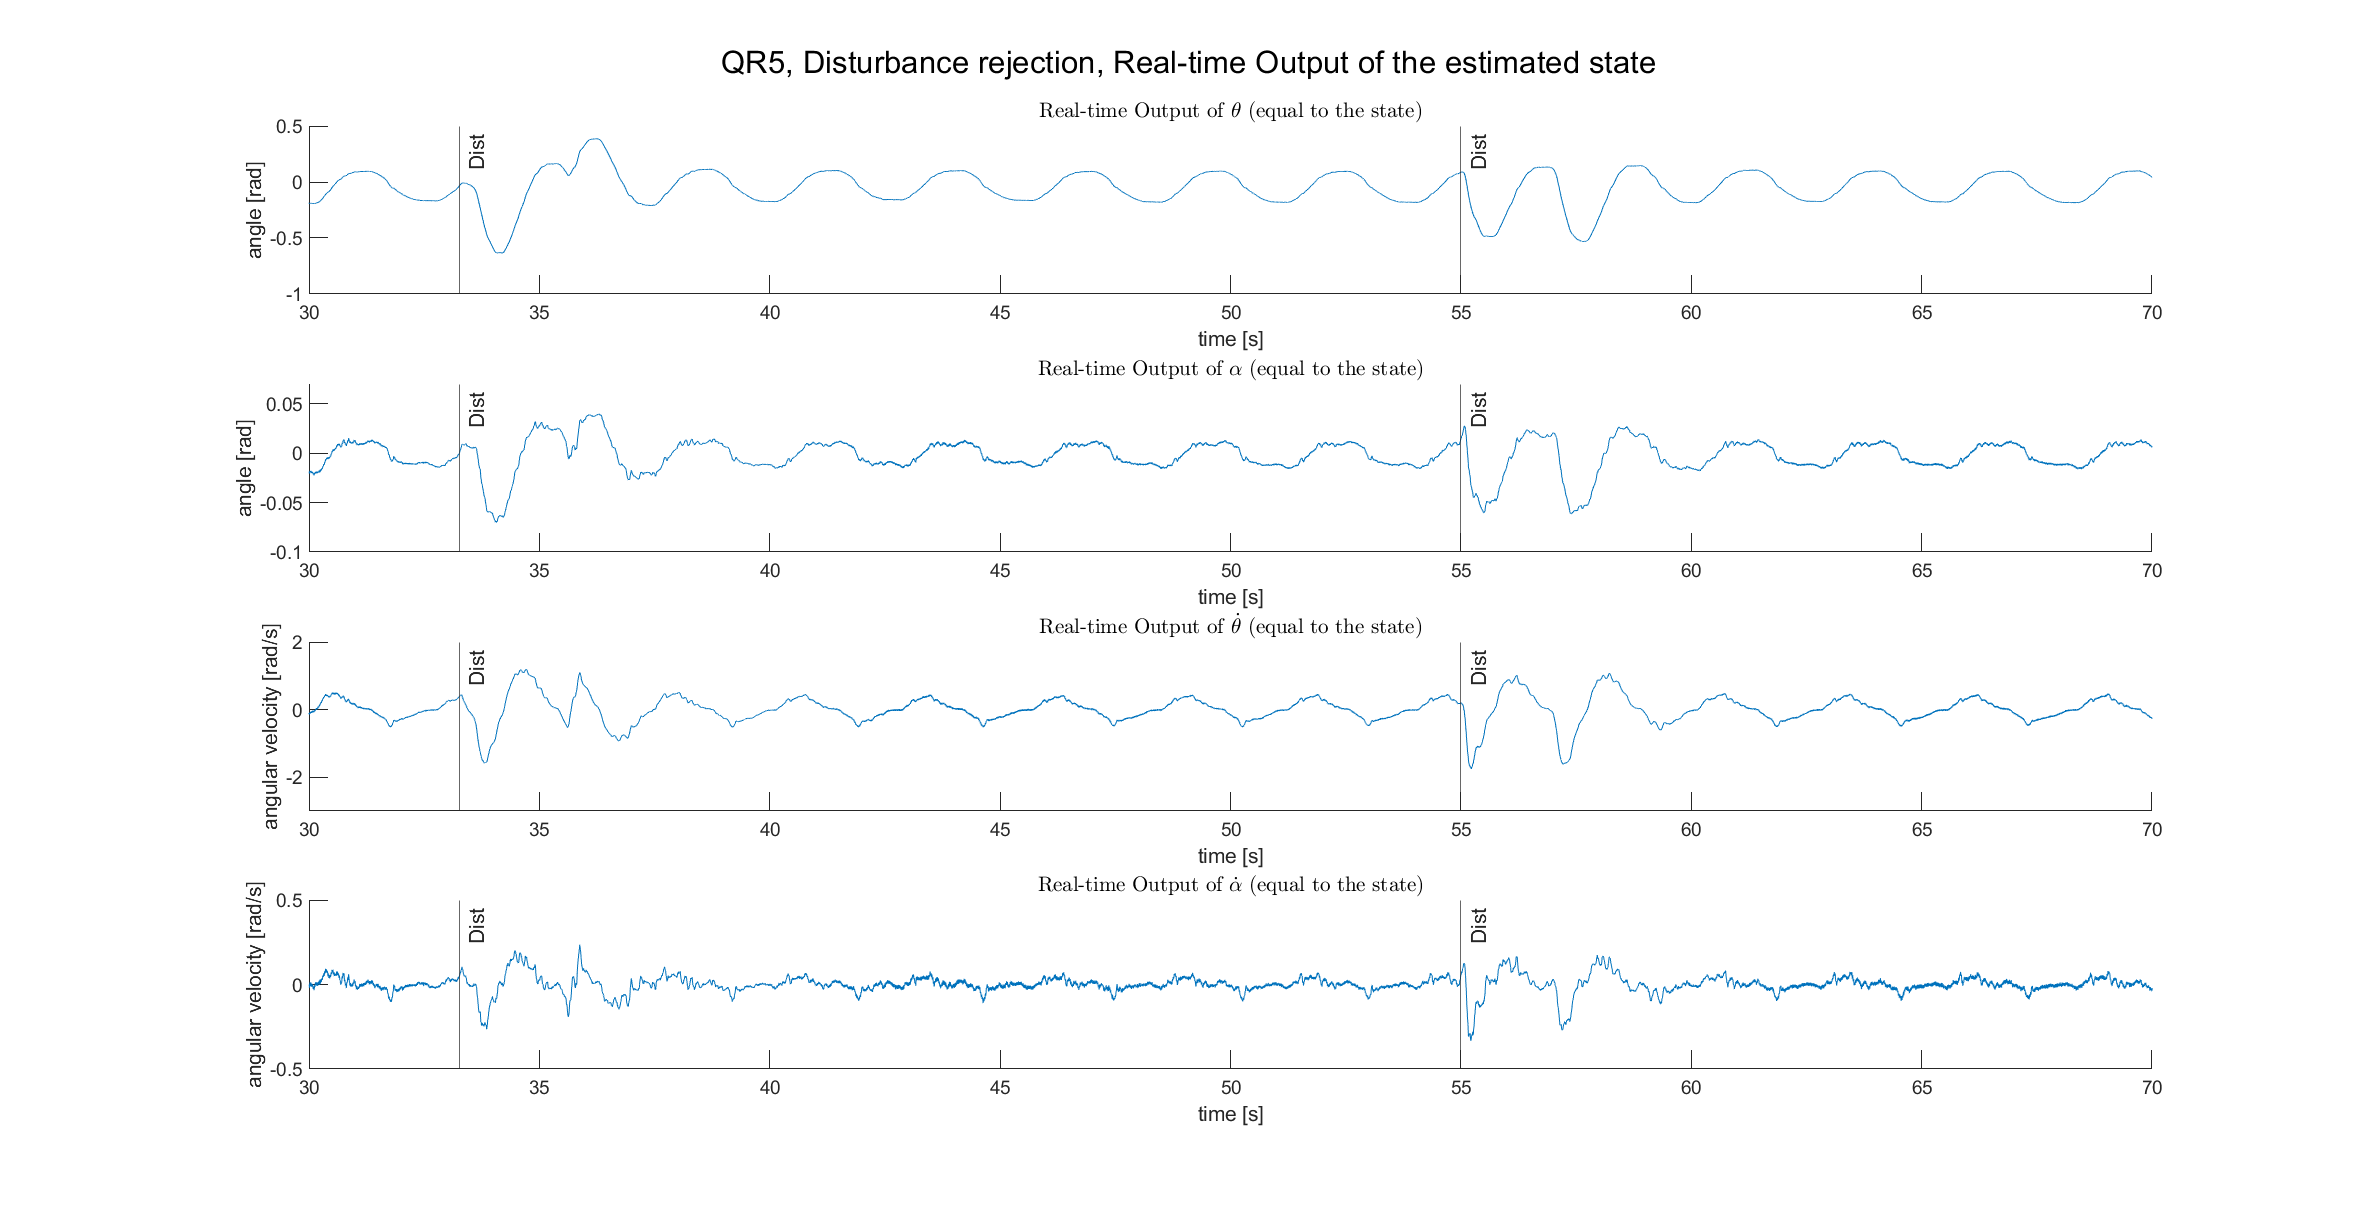 QR5, Disturbance rejection, Real-time Output of the estimated state
Real-time Output of θ (equal to the state)
angle [rad]
0.5
0
-0.5
-1
Dist
Dist
30 35 40 45 50 55 60 65 70
time [s]
Real-time Output of α (equal to the state)
angle [rad]
0.05
0
-0.05
-0.1
Dist
Dist
30 35 40 45 50 55 60 65 70
time [s]
Real-time Output of θ̇ (equal to the state)
angular velocity [rad/s]
2
0
-2
Dist
Dist
30 35 40 45 50 55 60 65 70
time [s]
Real-time Output of α̇ (equal to the state)
angular velocity [rad/s]
0.5
0
-0.5
Dist
Dist
30 35 40 45 50 55 60 65 70
time [s]